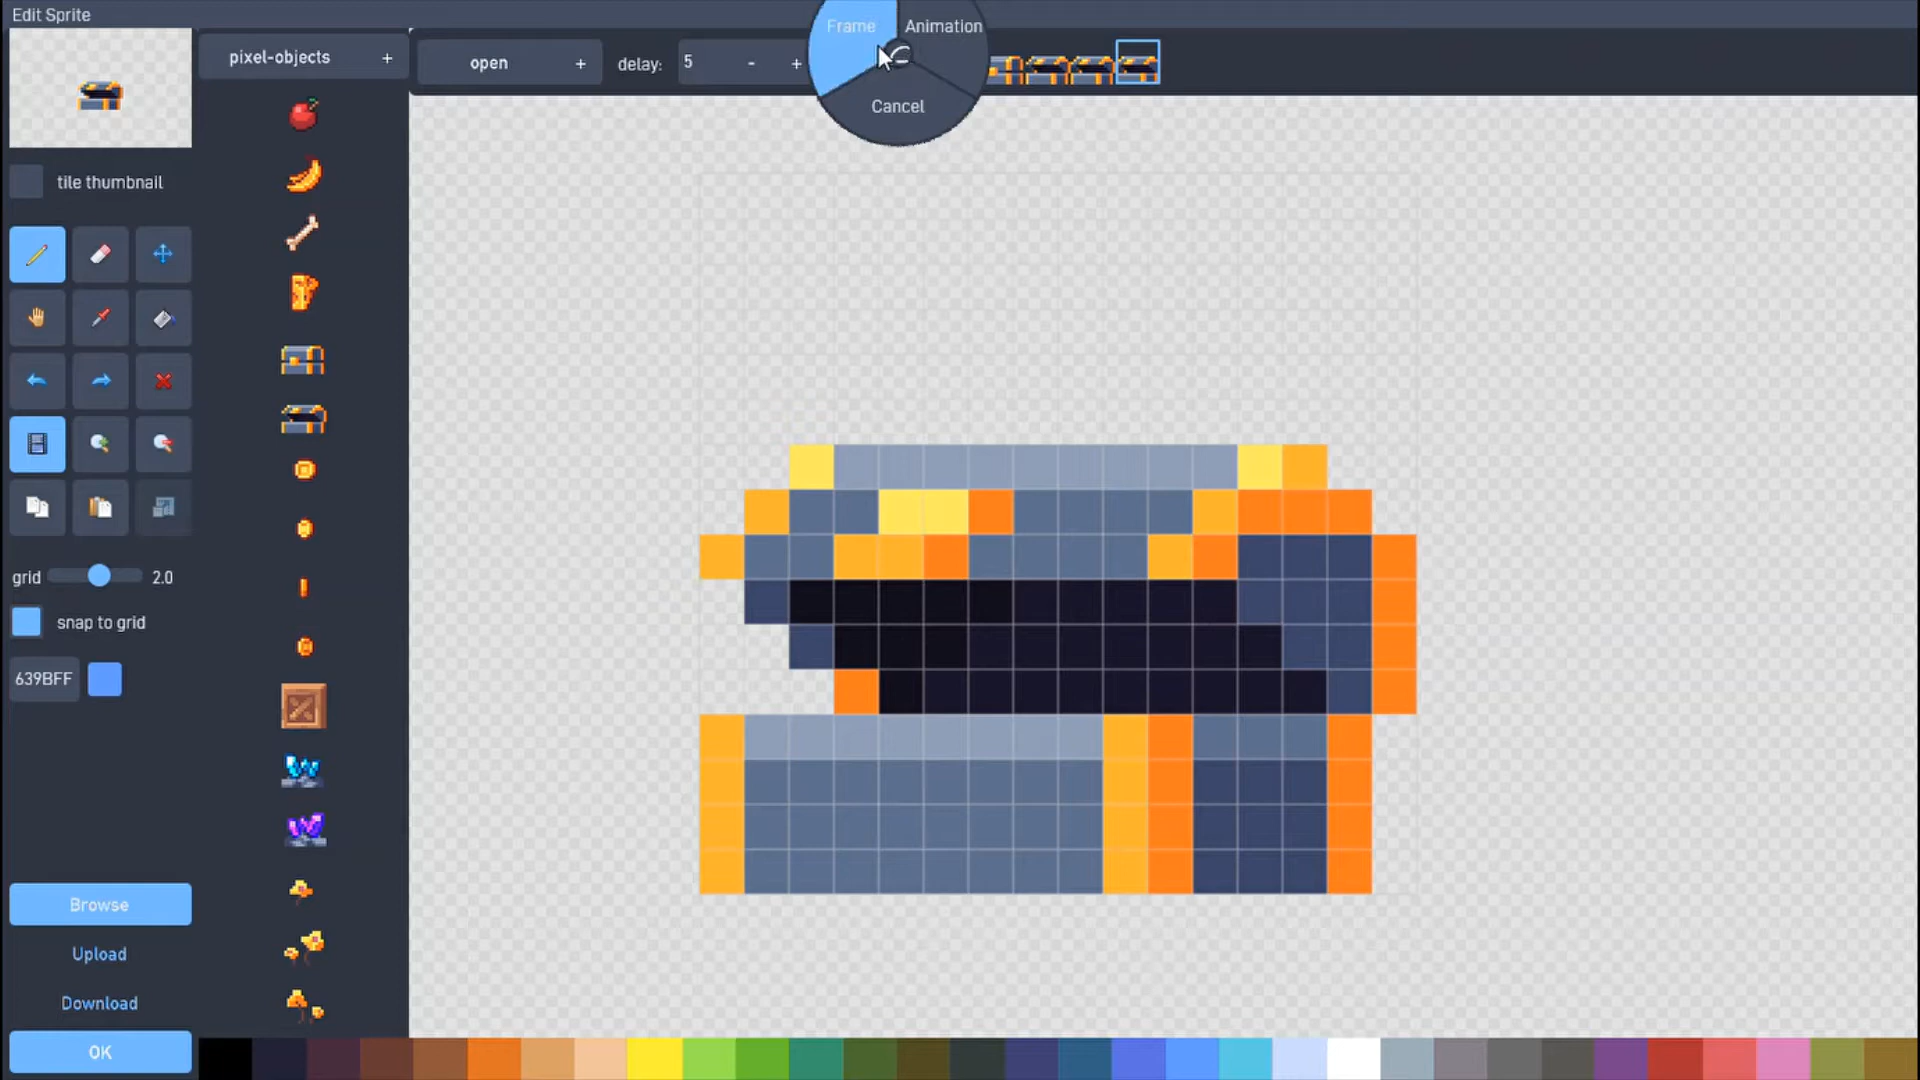 Edit Sprite
pixel-objects +
open +
delay: 5 - +
Frame
Animation
Cancel
tile thumbnail
grid 2.0
snap to grid
639BFF
Browse
Upload
Download
OK